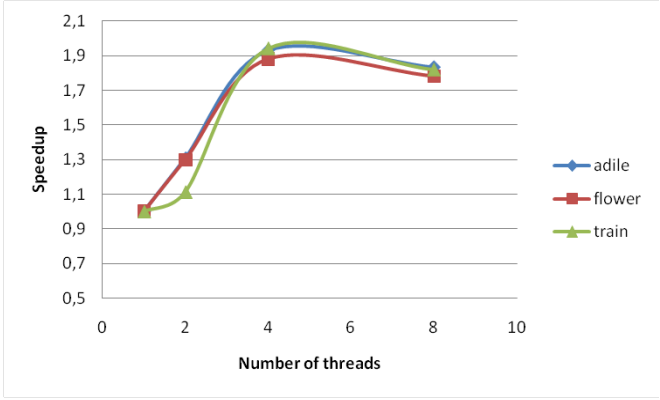 2,1
1,9
1,7
1,5
1,3
1,1
0,9
0,7
0,5
Speedup
0 2 4 6 8 10
Number of threads
adile
flower
train